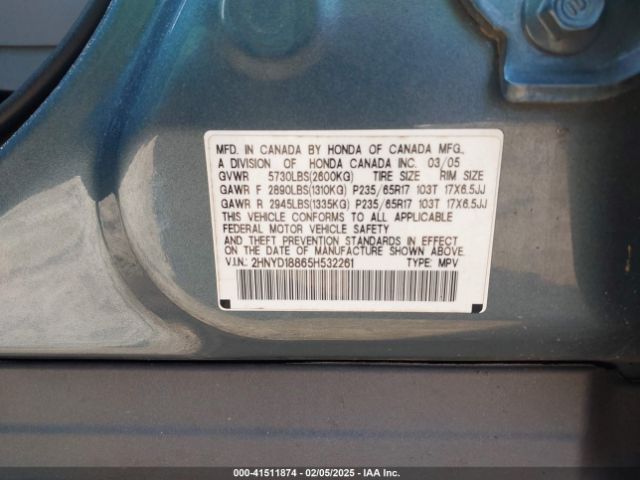 MFD. IN CANADA BY HONDA OF CANADA MFG.,
A DIVISION OF HONDA CANADA INC. 03/05
GVWR 5730LBS(2600KG) TIRE SIZE RIM SIZE
GAWR F 2890LBS(1310KG) P235/65R17 103T 17X6.5JJ
GAWR R 2945LBS(1335KG) P235/65R17 103T 17X6.5JJ
THIS VEHICLE CONFORMS TO ALL APPLICABLE
FEDERAL MOTOR VEHICLE SAFETY
AND THEFT PREVENTION STANDARDS IN EFFECT
ON THE DATE OF MANUFACTURE SHOWN ABOVE.
V.I.N: 2HNYD18865H532261 TYPE: MPV
000-41511874 - 02/05/2025 - IAA Inc.